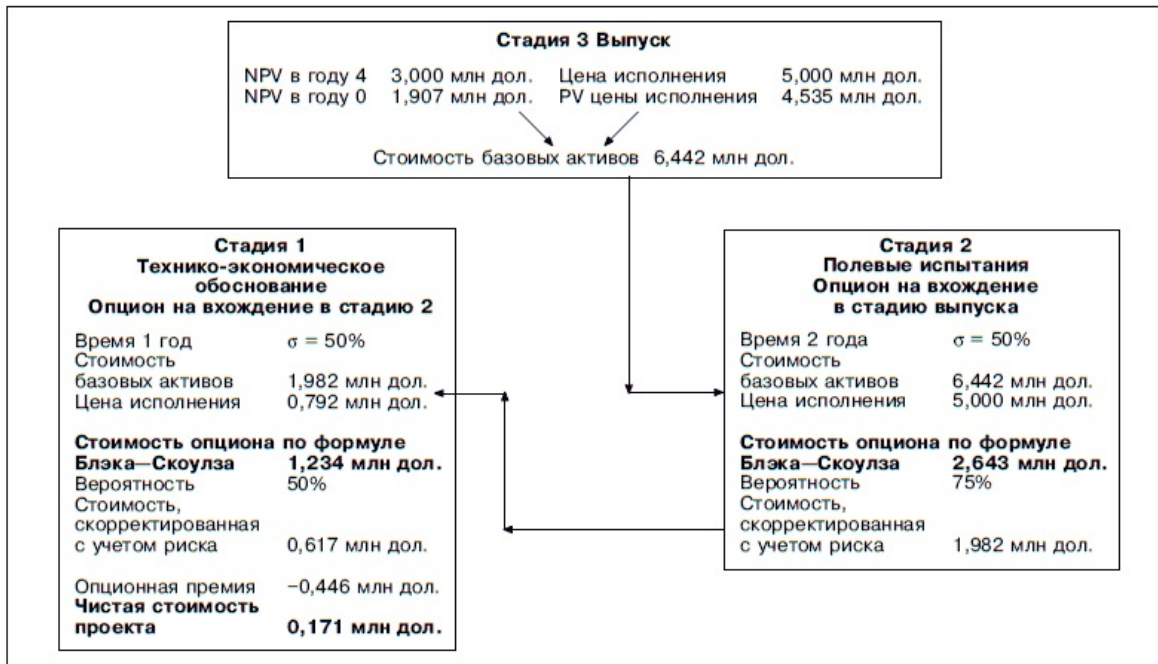 Стадия 3 Выпуск
NPV в году 4 3,000 млн дол. Цена исполнения 5,000 млн дол.
NPV в году 0 1,907 млн дол. PV цены исполнения 4,535 млн дол.
Стоимость базовых активов 6,442 млн дол.
Стадия 1
Технико-экономическое
обоснование
Опцион на вхождение в стадию 2
Время 1 год σ = 50%
Стоимость
базовых активов 1,982 млн дол.
Цена исполнения 0,792 млн дол.
Стоимость опциона по формуле
Блэка—Скоулза 1,234 млн дол.
Вероятность 50%
Стоимость,
скорректированная
с учетом риска 0,617 млн дол.
Опционная премия −0,446 млн дол.
Чистая стоимость
проекта 0,171 млн дол.
Стадия 2
Полевые испытания
Опцион на вхождение
в стадию выпуска
Время 2 года σ = 50%
Стоимость
базовых активов 6,442 млн дол.
Цена исполнения 5,000 млн дол.
Стоимость опциона по формуле
Блэка—Скоулза 2,643 млн дол.
Вероятность 75%
Стоимость,
скорректированная
с учетом риска 1,982 млн дол.